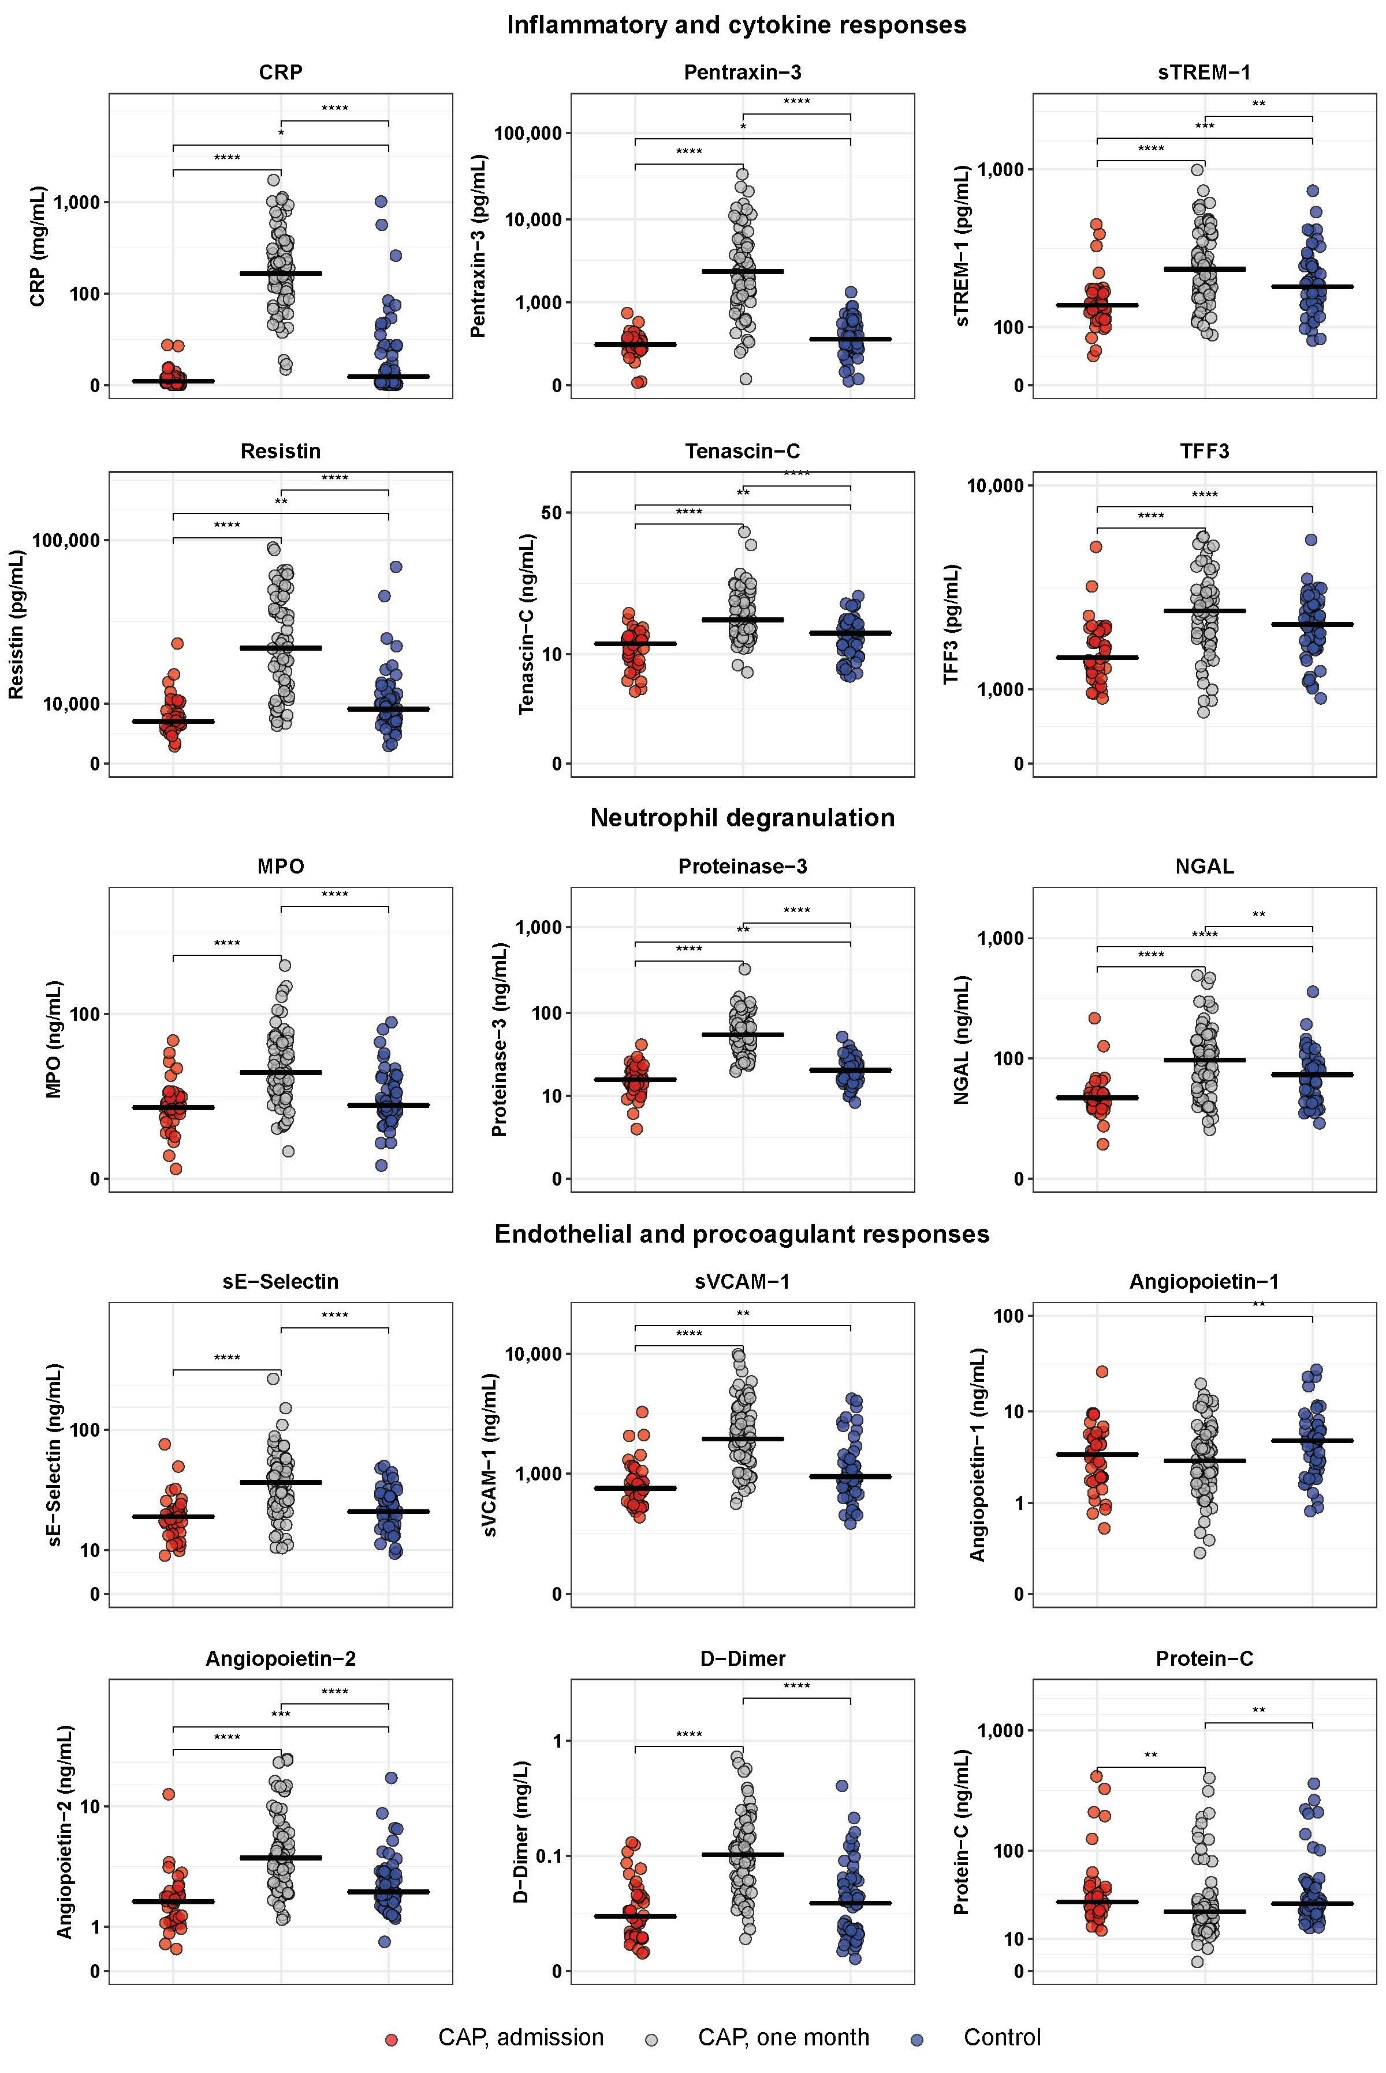 Inflammatory and cytokine responses
CRP
Pentraxin−3
sTREM−1
CRP (mg/mL)
1,000
100
0
****
*
****
Pentraxin−3 (pg/mL)
100,000
10,000
1,000
0
****
*
****
sTREM−1 (pg/mL)
1,000
100
0
**
***
****
Resistin
Tenascin−C
TFF3
Resistin (pg/mL)
100,000
10,000
0
****
**
****
Tenascin−C (ng/mL)
50
10
0
****
**
****
TFF3 (pg/mL)
10,000
1,000
0
****
****
Neutrophil degranulation
MPO
Proteinase−3
NGAL
MPO (ng/mL)
100
0
****
****
Proteinase−3 (ng/mL)
1,000
100
10
0
****
**
****
NGAL (ng/mL)
1,000
100
0
**
****
****
Endothelial and procoagulant responses
sE−Selectin
sVCAM−1
Angiopoietin−1
sE−Selectin (ng/mL)
100
10
0
****
****
sVCAM−1 (ng/mL)
10,000
1,000
0
**
****
Angiopoietin−1 (ng/mL)
100
10
1
0
**
Angiopoietin−2
D−Dimer
Protein−C
Angiopoietin−2 (ng/mL)
10
1
0
****
***
****
D−Dimer (mg/L)
1
0.1
0
****
****
Protein−C (ng/mL)
1,000
100
10
0
**
**
CAP, admission
CAP, one month
Control